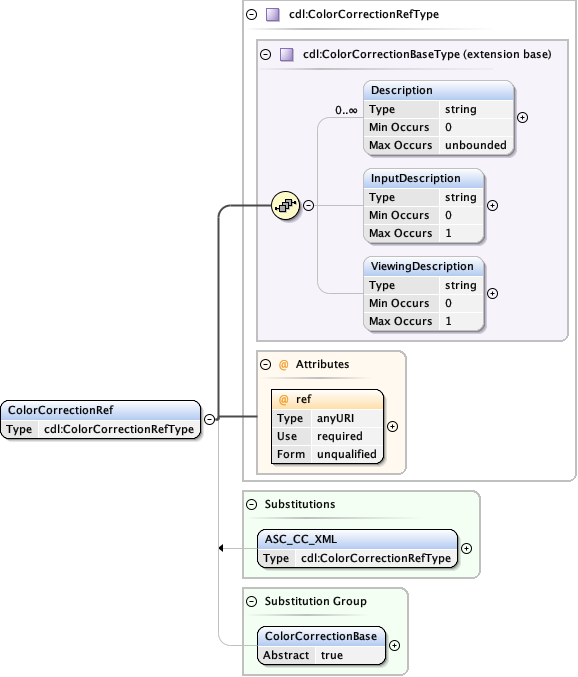 cdl:ColorCorrectionRefType
cdl:ColorCorrectionBaseType (extension base)
0..∞
Description
Type string
Min Occurs 0
Max Occurs unbounded
InputDescription
Type string
Min Occurs 0
Max Occurs 1
ViewingDescription
Type string
Min Occurs 0
Max Occurs 1
@ Attributes
@ ref
Type anyURI
Use required
Form unqualified
ColorCorrectionRef
Type cdl:ColorCorrectionRefType
Substitutions
ASC_CC_XML
Type cdl:ColorCorrectionRefType
Substitution Group
ColorCorrectionBase
Abstract true